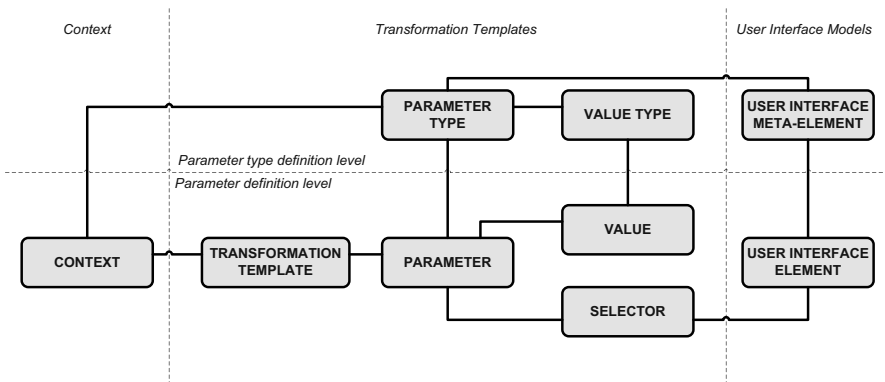 Context
Transformation Templates
User Interface Models
PARAMETER
TYPE
VALUE TYPE
USER INTERFACE
META-ELEMENT
Parameter type definition level
Parameter definition level
CONTEXT
TRANSFORMATION
TEMPLATE
PARAMETER
VALUE
USER INTERFACE
ELEMENT
SELECTOR